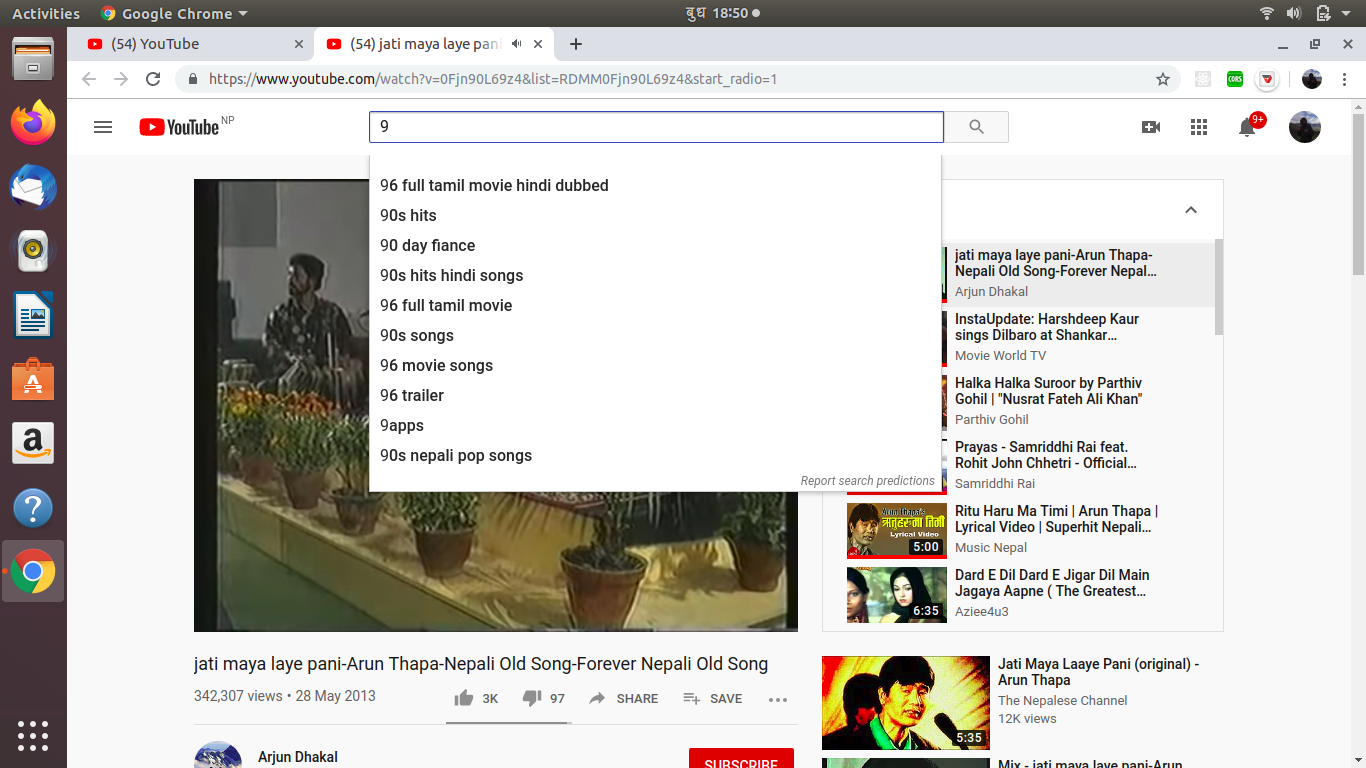 Activities
Google Chrome
बुध 18:50
(54) YouTube
(54) jati maya laye pani
https://www.youtube.com/watch?v=0Fjn90L69z4&list=RDMM0Fjn90L69z4&start_radio=1
CORS
YouTube NP
9
9+
96 full tamil movie hindi dubbed
90s hits
90 day fiance
90s hits hindi songs
96 full tamil movie
90s songs
96 movie songs
96 trailer
9apps
90s nepali pop songs
Report search predictions
jati maya laye pani-Arun Thapa-
Nepali Old Song-Forever Nepal…
Arjun Dhakal
InstaUpdate: Harshdeep Kaur
sings Dilbaro at Shankar…
Movie World TV
Halka Halka Suroor by Parthiv
Gohil | "Nusrat Fateh Ali Khan"
Parthiv Gohil
Prayas - Samriddhi Rai feat.
Rohit John Chhetri - Official…
Samriddhi Rai
Arun Thapa's
ऋतुहरुमा तिमी
Lyrical Video
5:00
Ritu Haru Ma Timi | Arun Thapa |
Lyrical Video | Superhit Nepali…
Music Nepal
6:35
Dard E Dil Dard E Jigar Dil Main
Jagaya Aapne ( The Greatest…
Aziee4u3
jati maya laye pani-Arun Thapa-Nepali Old Song-Forever Nepali Old Song
342,307 views • 28 May 2013
3K
97
SHARE
SAVE
Arjun Dhakal
SUBSCRIBE
5:35
Jati Maya Laaye Pani (original) -
Arun Thapa
The Nepalese Channel
12K views
Mix - jati maya laye pani-Arun